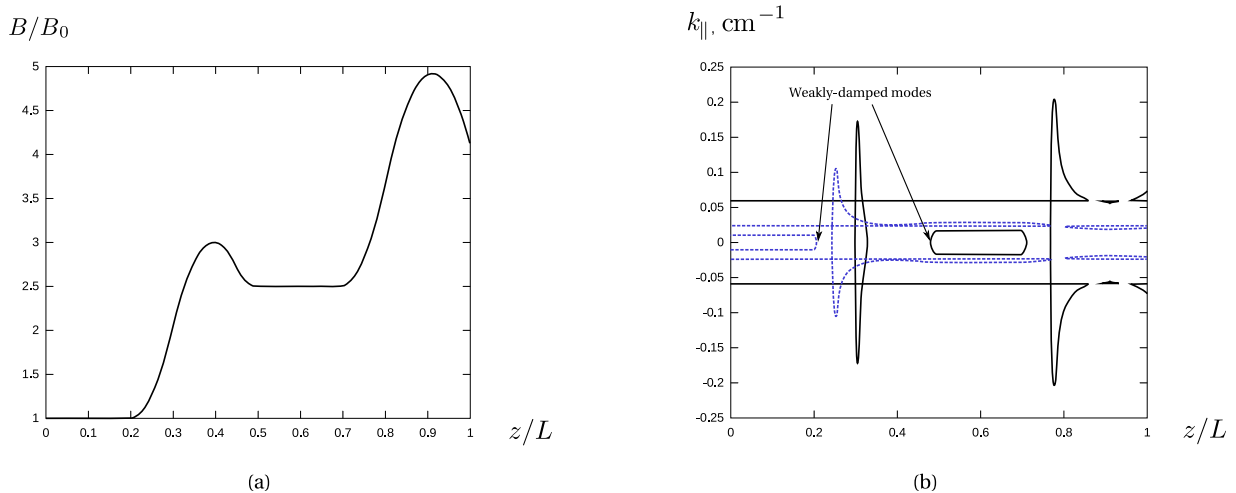 B/B₀
5
4.5
4
3.5
3
2.5
2
1.5
1
0 0.1 0.2 0.3 0.4 0.5 0.6 0.7 0.8 0.9 1
z/L
(a)
k∥, cm⁻¹
0.25
0.2
0.15
0.1
0.05
0
-0.05
-0.1
-0.15
-0.2
-0.25
Weakly-damped modes
0 0.2 0.4 0.6 0.8 1
z/L
(b)